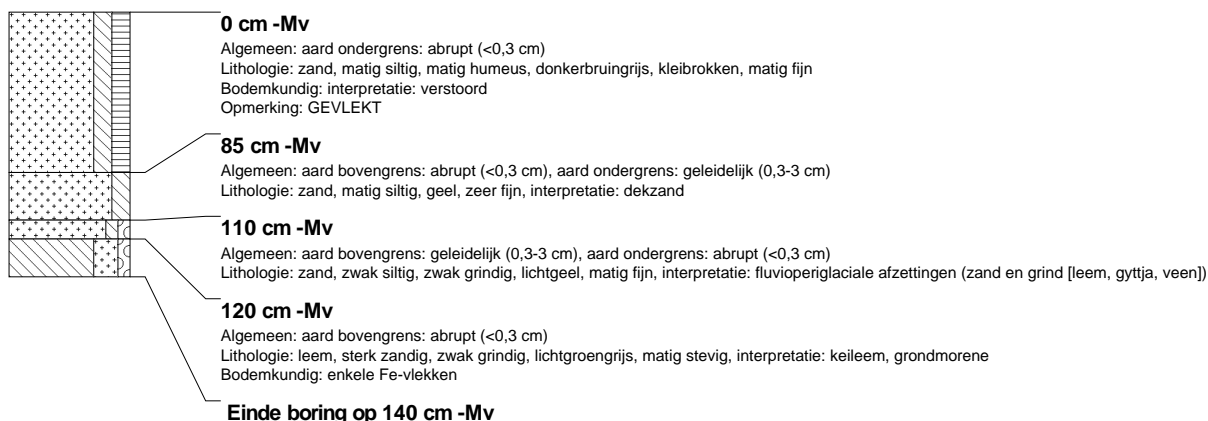 0 cm -Mv
Algemeen: aard ondergrens: abrupt (<0,3 cm)
Lithologie: zand, matig siltig, matig humeus, donkerbruingrijs, kleibrokken, matig fijn
Bodemkundig: interpretatie: verstoord
Opmerking: GEVLEKT
85 cm -Mv
Algemeen: aard bovengrens: abrupt (<0,3 cm), aard ondergrens: geleidelijk (0,3-3 cm)
Lithologie: zand, matig siltig, geel, zeer fijn, interpretatie: dekzand
110 cm -Mv
Algemeen: aard bovengrens: geleidelijk (0,3-3 cm), aard ondergrens: abrupt (<0,3 cm)
Lithologie: zand, zwak siltig, zwak grindig, lichtgeel, matig fijn, interpretatie: fluvioperiglaciale afzettingen (zand en grind [leem, gyttja, veen])
120 cm -Mv
Algemeen: aard bovengrens: abrupt (<0,3 cm)
Lithologie: leem, sterk zandig, zwak grindig, lichtgroengrijs, matig stevig, interpretatie: keileem, grondmorene
Bodemkundig: enkele Fe-vlekken
Einde boring op 140 cm -Mv